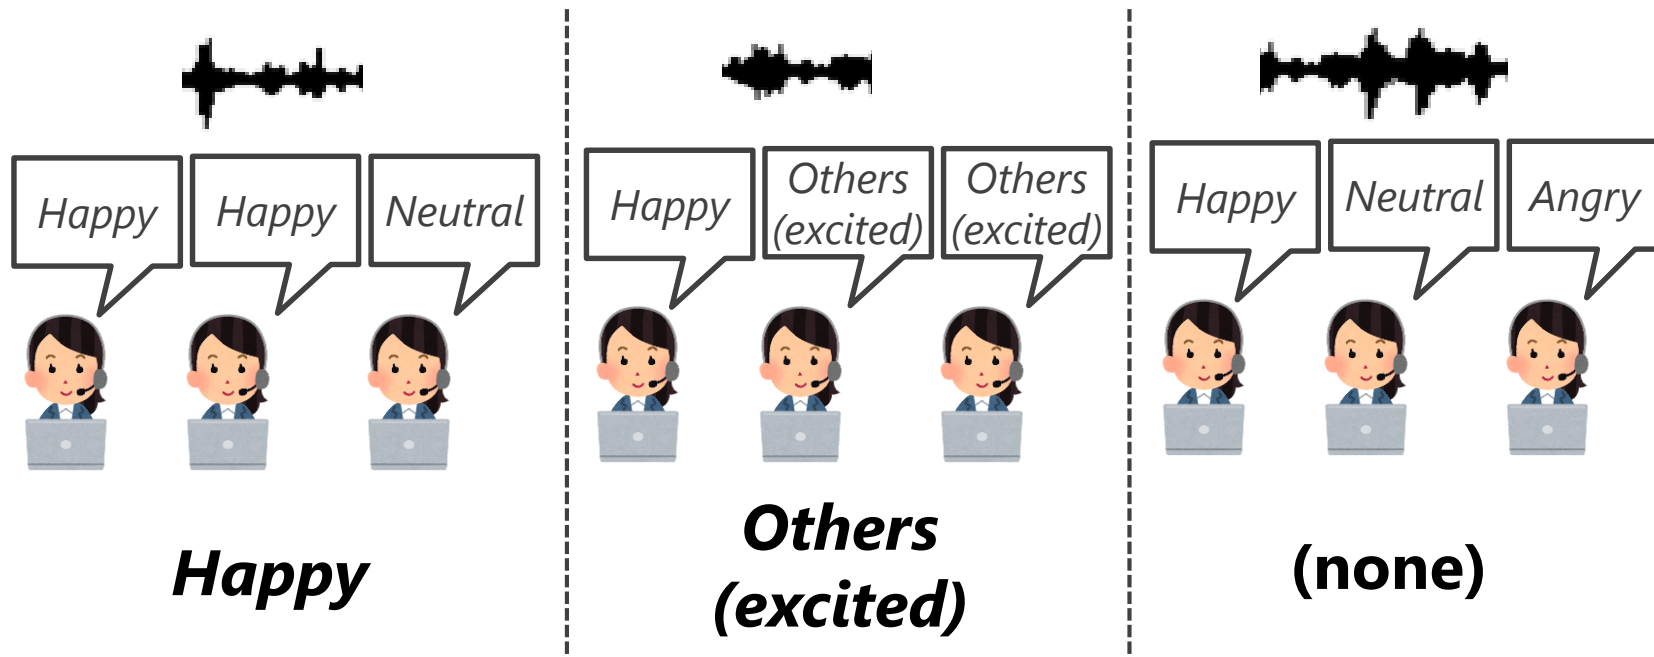 Happy
Happy
Neutral
Happy
Others
(excited)
Others
(excited)
Happy
Neutral
Angry
Happy
Others
(excited)
(none)